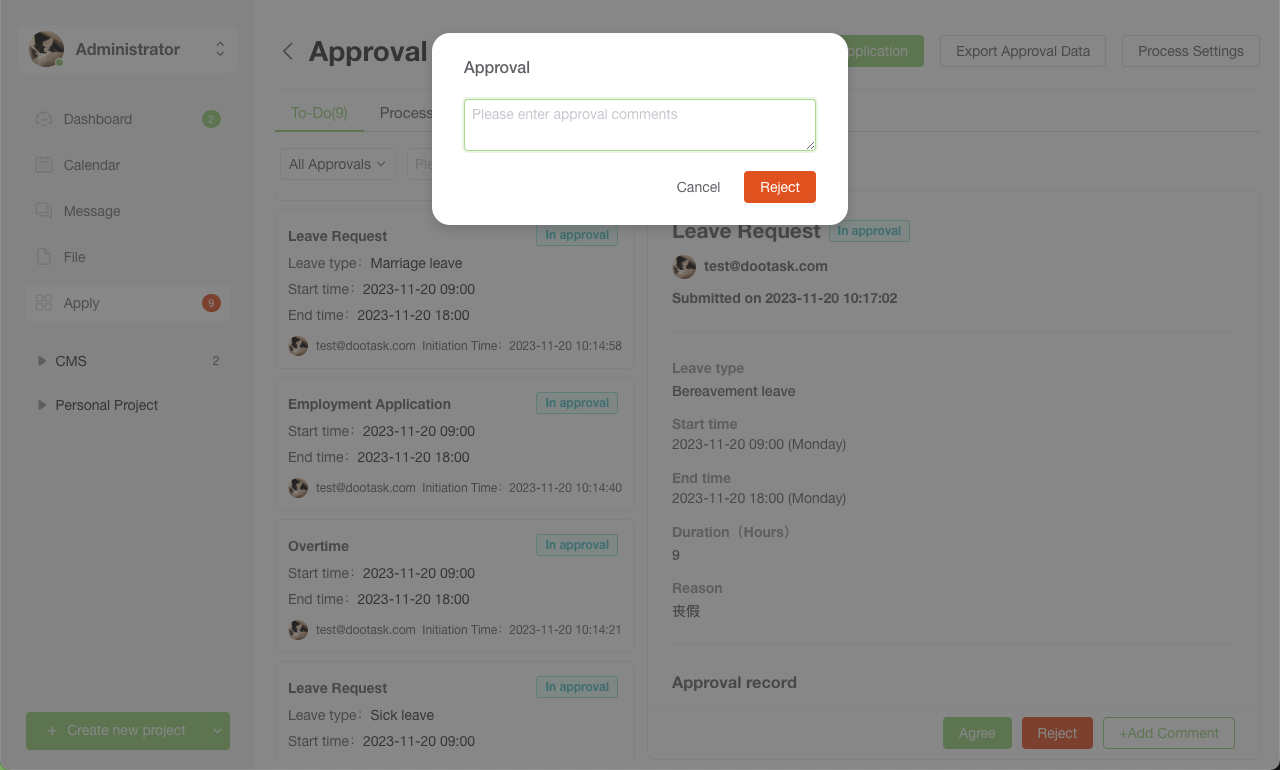 Administrator
Dashboard
2
Calendar
Message
File
Apply
9
CMS
2
Personal Project
+ Create new project
Approval
Export Approval Data
Process Settings
To-Do(9)
Process
All Approvals
Approval
Please enter approval comments
Cancel
Reject
Leave Request
In approval
Leave type：Marriage leave
Start time：2023-11-20 09:00
End time：2023-11-20 18:00
test@dootask.com Initiation Time：2023-11-20 10:14:58
Employment Application
In approval
Start time：2023-11-20 09:00
End time：2023-11-20 18:00
test@dootask.com Initiation Time：2023-11-20 10:14:40
Overtime
In approval
Start time：2023-11-20 09:00
End time：2023-11-20 18:00
test@dootask.com Initiation Time：2023-11-20 10:14:21
Leave Request
In approval
Leave type：Sick leave
Start time：2023-11-20 09:00
Leave Request
In approval
test@dootask.com
Submitted on 2023-11-20 10:17:02
Leave type
Bereavement leave
Start time
2023-11-20 09:00 (Monday)
End time
2023-11-20 18:00 (Monday)
Duration（Hours）
9
Reason
丧假
Approval record
Agree
Reject
+Add Comment